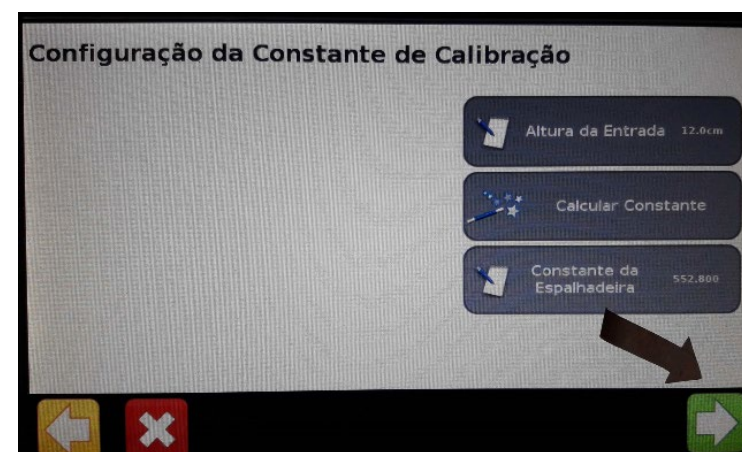 Configuração da Constante de Calibração
Altura da Entrada 12.0cm
Calcular Constante
Constante da
Espalhadeira 552.800